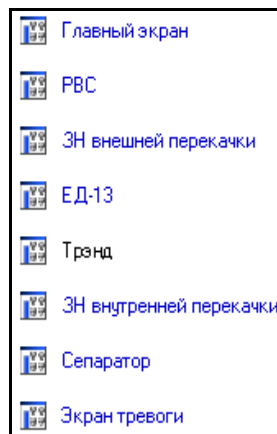 Главный экран
РВС
ЗН внешней перекачки
ЕД-13
Трэнд
ЗН внутренней перекачки
Сепаратор
Экран тревоги